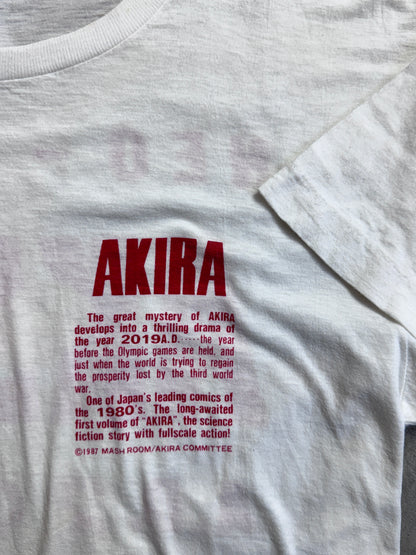 AKIRA
The great mystery of AKIRA
develops into a thrilling drama of
the year 2019A.D.……the year
before the Olympic games are held, and
just when the world is trying to regain
the prosperity lost by the third world
war.
One of Japan's leading comics of
the 1980's. The long-awaited
first volume of "AKIRA", the science
fiction story with fullscale action!
©1987 MASH ROOM/AKIRA COMMITTEE